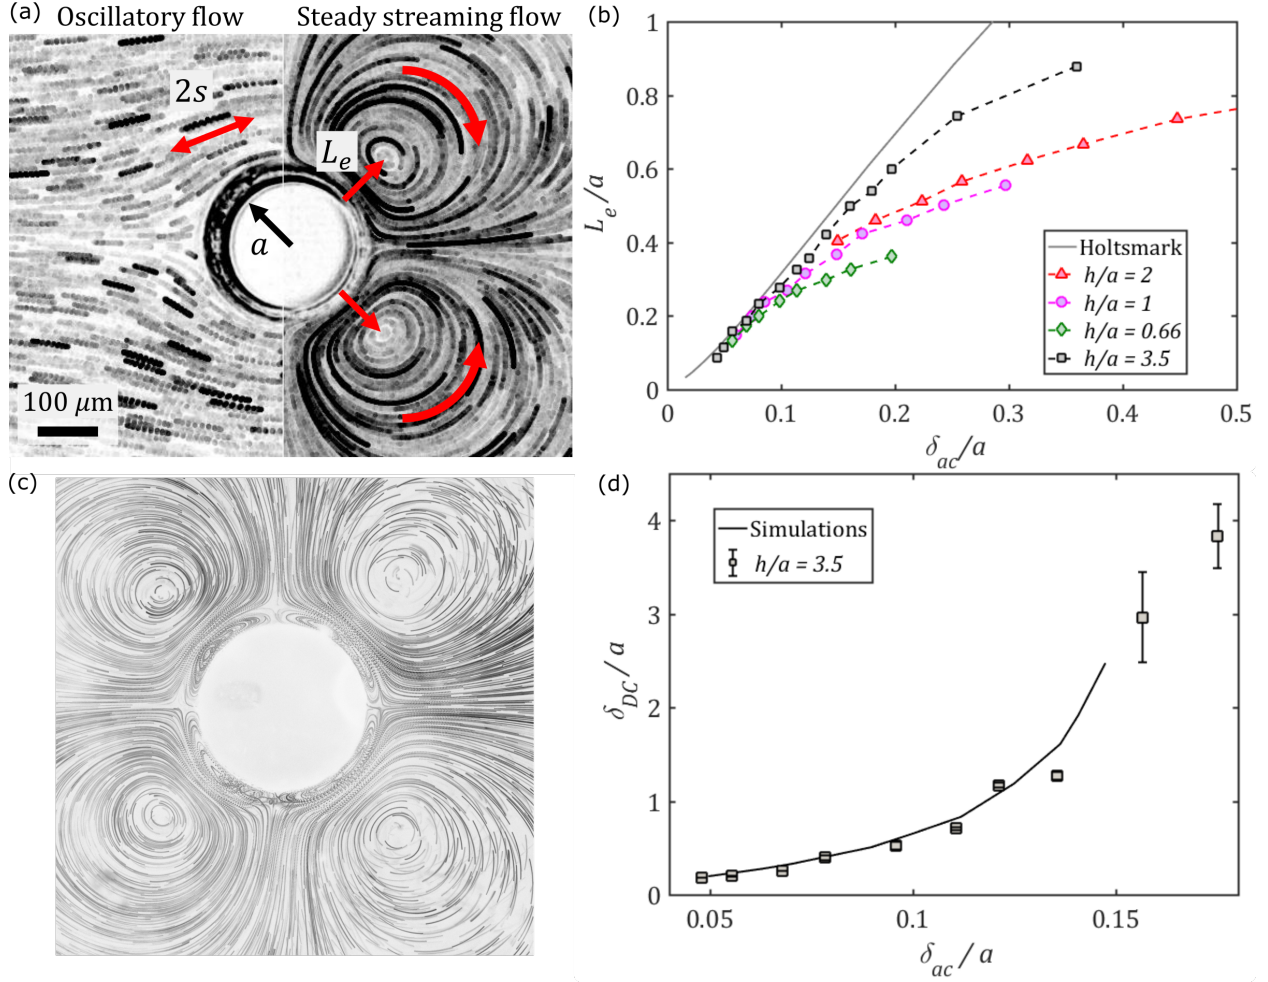 (a) Oscillatory flow Steady streaming flow
2s
L_e
a
100 μm
(b)
1
0.8
0.6
0.4
0.2
0
L_e/a
0 0.1 0.2 0.3 0.4 0.5
δ_ac/a
Holtsmark
h/a = 2
h/a = 1
h/a = 0.66
h/a = 3.5
(c)
(d)
4
3
2
1
0
δ_DC/a
0.05 0.1 0.15
δ_ac/a
Simulations
h/a = 3.5